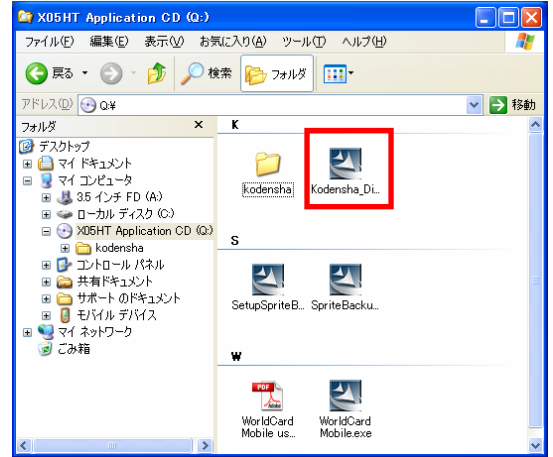 X05HT Application CD (Q:)
ファイル(F) 編集(E) 表示(V) お気に入り(A) ツール(T) ヘルプ(H)
戻る 検索 フォルダ
アドレス(D) Q:¥ 移動
フォルダ ×
デスクトップ
マイ ドキュメント
マイ コンピュータ
3.5 インチ FD (A:)
ローカル ディスク (C:)
X05HT Application CD (Q:)
kodensha
コントロール パネル
共有ドキュメント
サポート のドキュメント
モバイル デバイス
マイ ネットワーク
ごみ箱
K
kodensha Kodensha_Di...
S
SetupSpriteB... SpriteBacku...
W
PDF
Adobe
WorldCard Mobile us...
WorldCard Mobile.exe